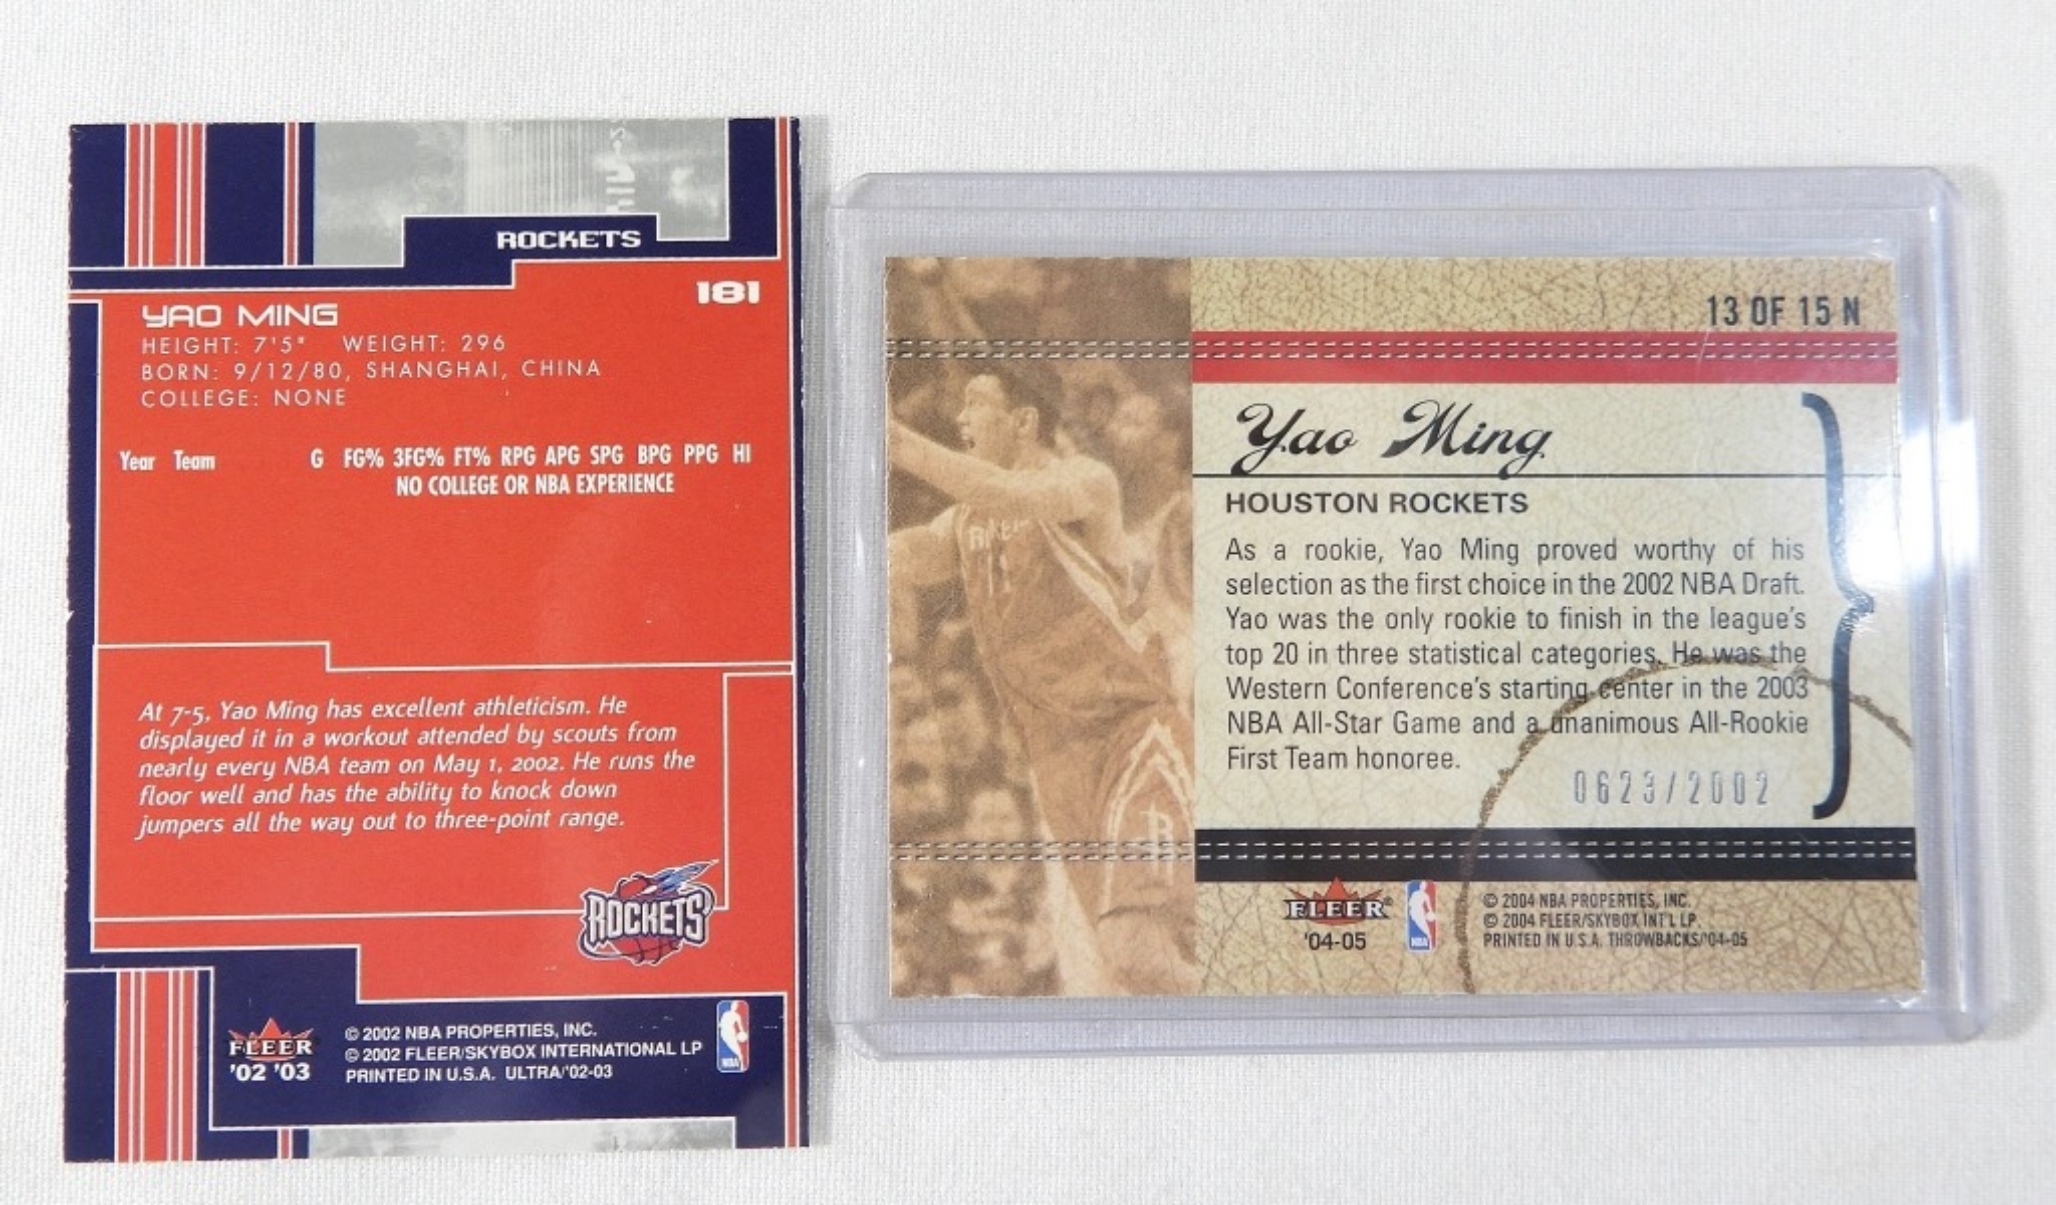 ROCKETS
181
YAO MING
HEIGHT: 7'5" WEIGHT: 296
BORN: 9/12/80, SHANGHAI, CHINA
COLLEGE: NONE
Year Team G FG% 3FG% FT% RPG APG SPG BPG PPG HI
NO COLLEGE OR NBA EXPERIENCE
At 7-5, Yao Ming has excellent athleticism. He
displayed it in a workout attended by scouts from
nearly every NBA team on May 1, 2002. He runs the
floor well and has the ability to knock down
jumpers all the way out to three-point range.
ROCKETS
FLEER
'02 '03
© 2002 NBA PROPERTIES, INC.
© 2002 FLEER/SKYBOX INTERNATIONAL LP
PRINTED IN U.S.A. ULTRA/'02-03
NBA
13 OF 15 N
Yao Ming
HOUSTON ROCKETS
As a rookie, Yao Ming proved worthy of his
selection as the first choice in the 2002 NBA Draft.
Yao was the only rookie to finish in the league's
top 20 in three statistical categories. He was the
Western Conference's starting center in the 2003
NBA All-Star Game and a unanimous All-Rookie
First Team honoree.
0623/2002
FLEER®
'04-05
NBA
© 2004 NBA PROPERTIES, INC.
© 2004 FLEER/SKYBOX INT'L LP.
PRINTED IN U.S.A. THROWBACKS/'04-05